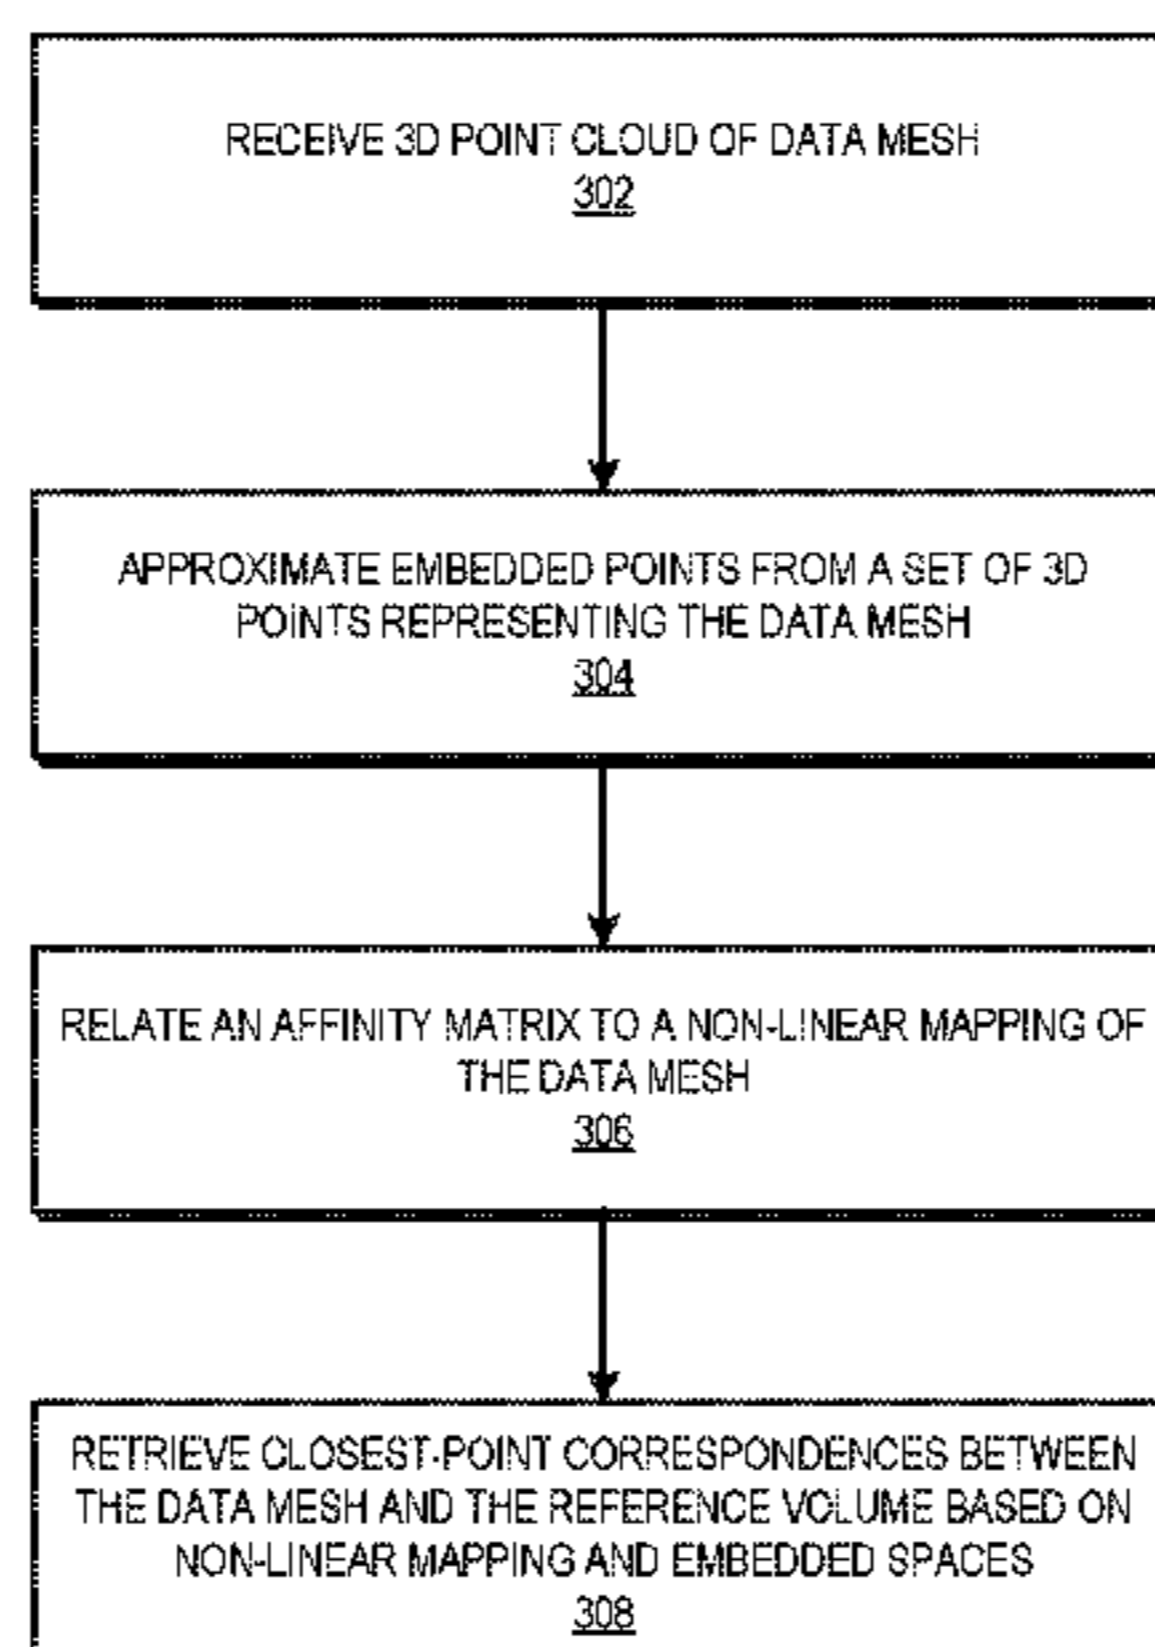 RECEIVE 3D POINT CLOUD OF DATA MESH
302
APPROXIMATE EMBEDDED POINTS FROM A SET OF 3D
POINTS REPRESENTING THE DATA MESH
304
RELATE AN AFFINITY MATRIX TO A NON-LINEAR MAPPING OF
THE DATA MESH
306
RETRIEVE CLOSEST-POINT CORRESPONDENCES BETWEEN
THE DATA MESH AND THE REFERENCE VOLUME BASED ON
NON-LINEAR MAPPING AND EMBEDDED SPACES
308